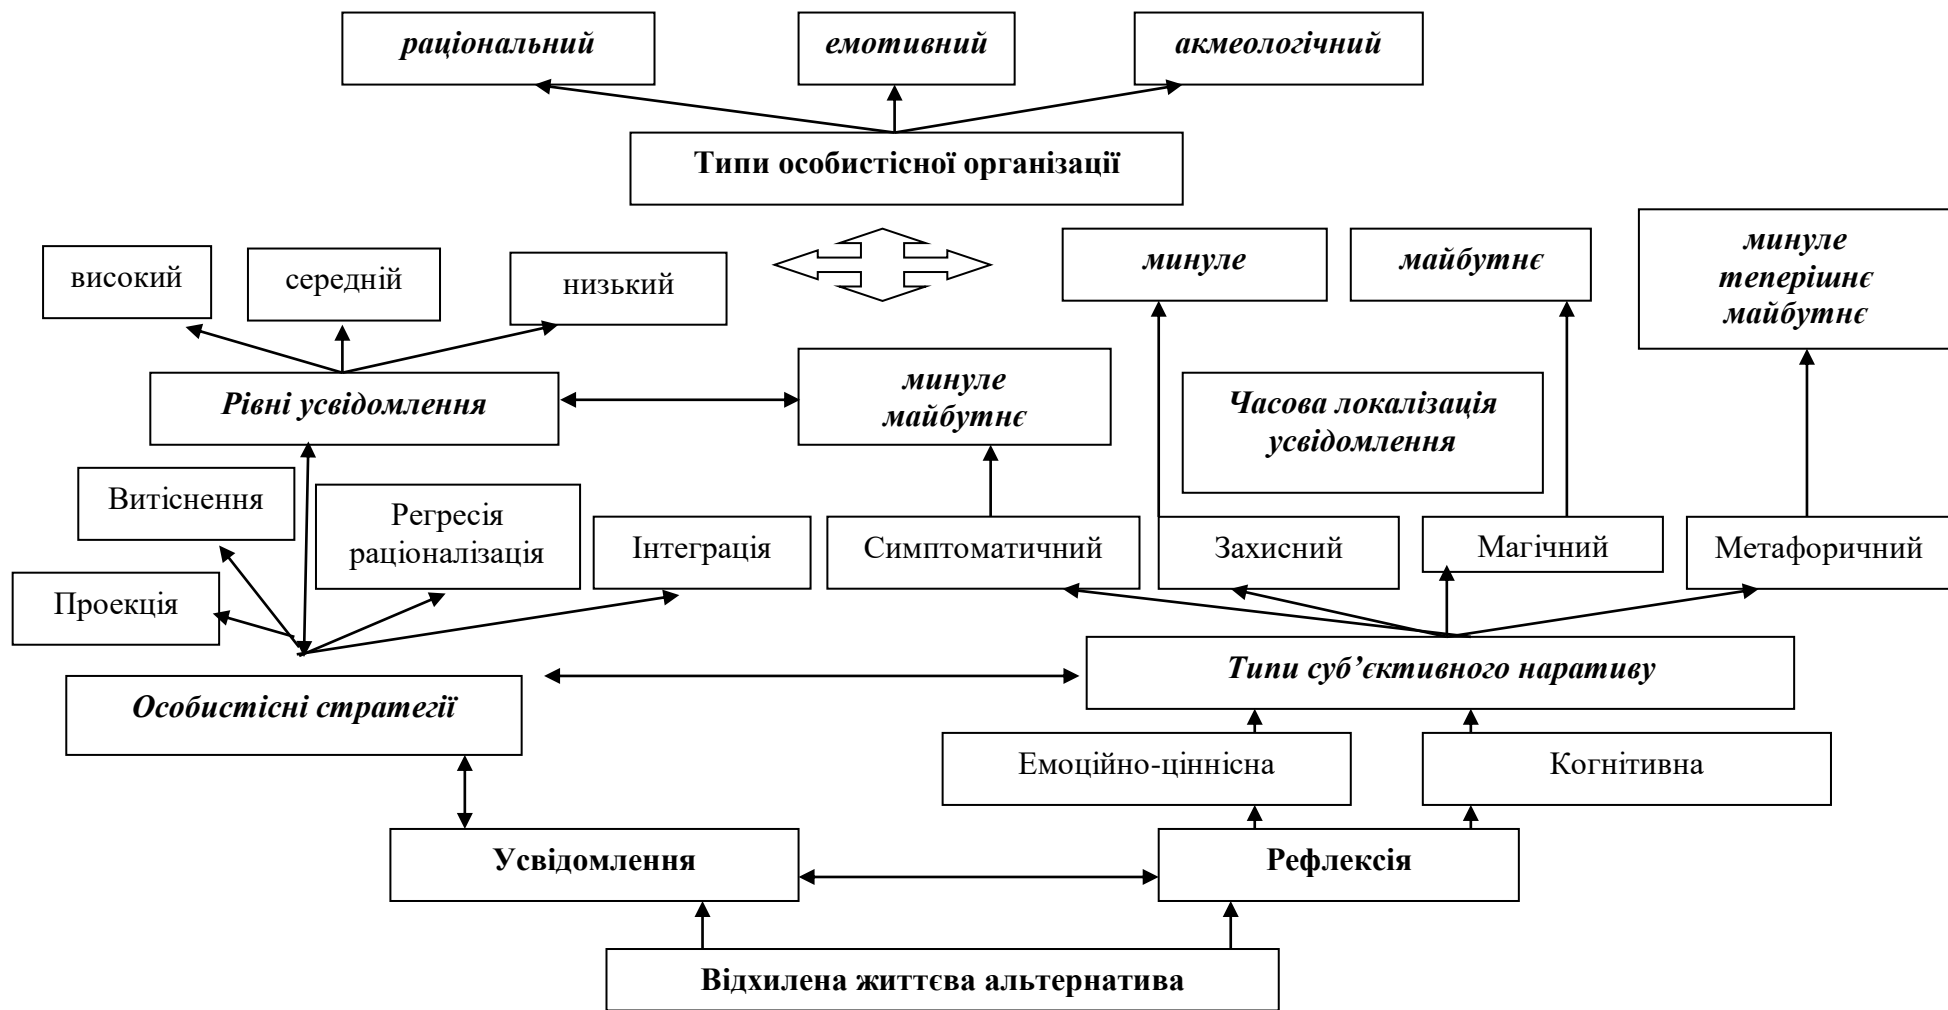 раціональний
емотивний
акмеологічний
Типи особистісної організації
високий
середній
низький
минуле
майбутнє
минуле
теперішнє
майбутнє
Рівні усвідомлення
минуле
майбутнє
Часова локалізація
усвідомлення
Витіснення
Регресія
раціоналізація
Інтеграція
Симптоматичний
Захисний
Магічний
Метафоричний
Проекція
Особистісні стратегії
Типи суб’єктивного наративу
Емоційно-ціннісна
Когнітивна
Усвідомлення
Рефлексія
Відхилена життєва альтернатива